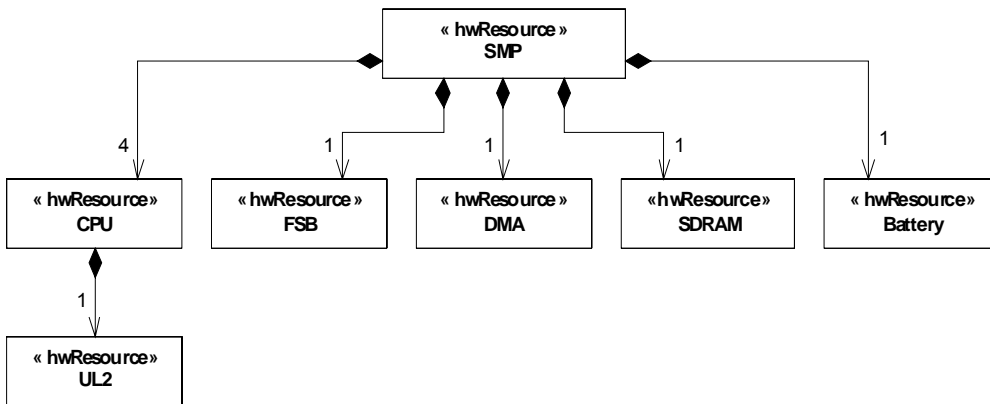 « hwResource»
SMP
4
1
1
1
1
« hwResource»
CPU
« hwResource»
FSB
« hwResource»
DMA
«hwResource»
SDRAM
« hwResource»
Battery
1
« hwResource»
UL2